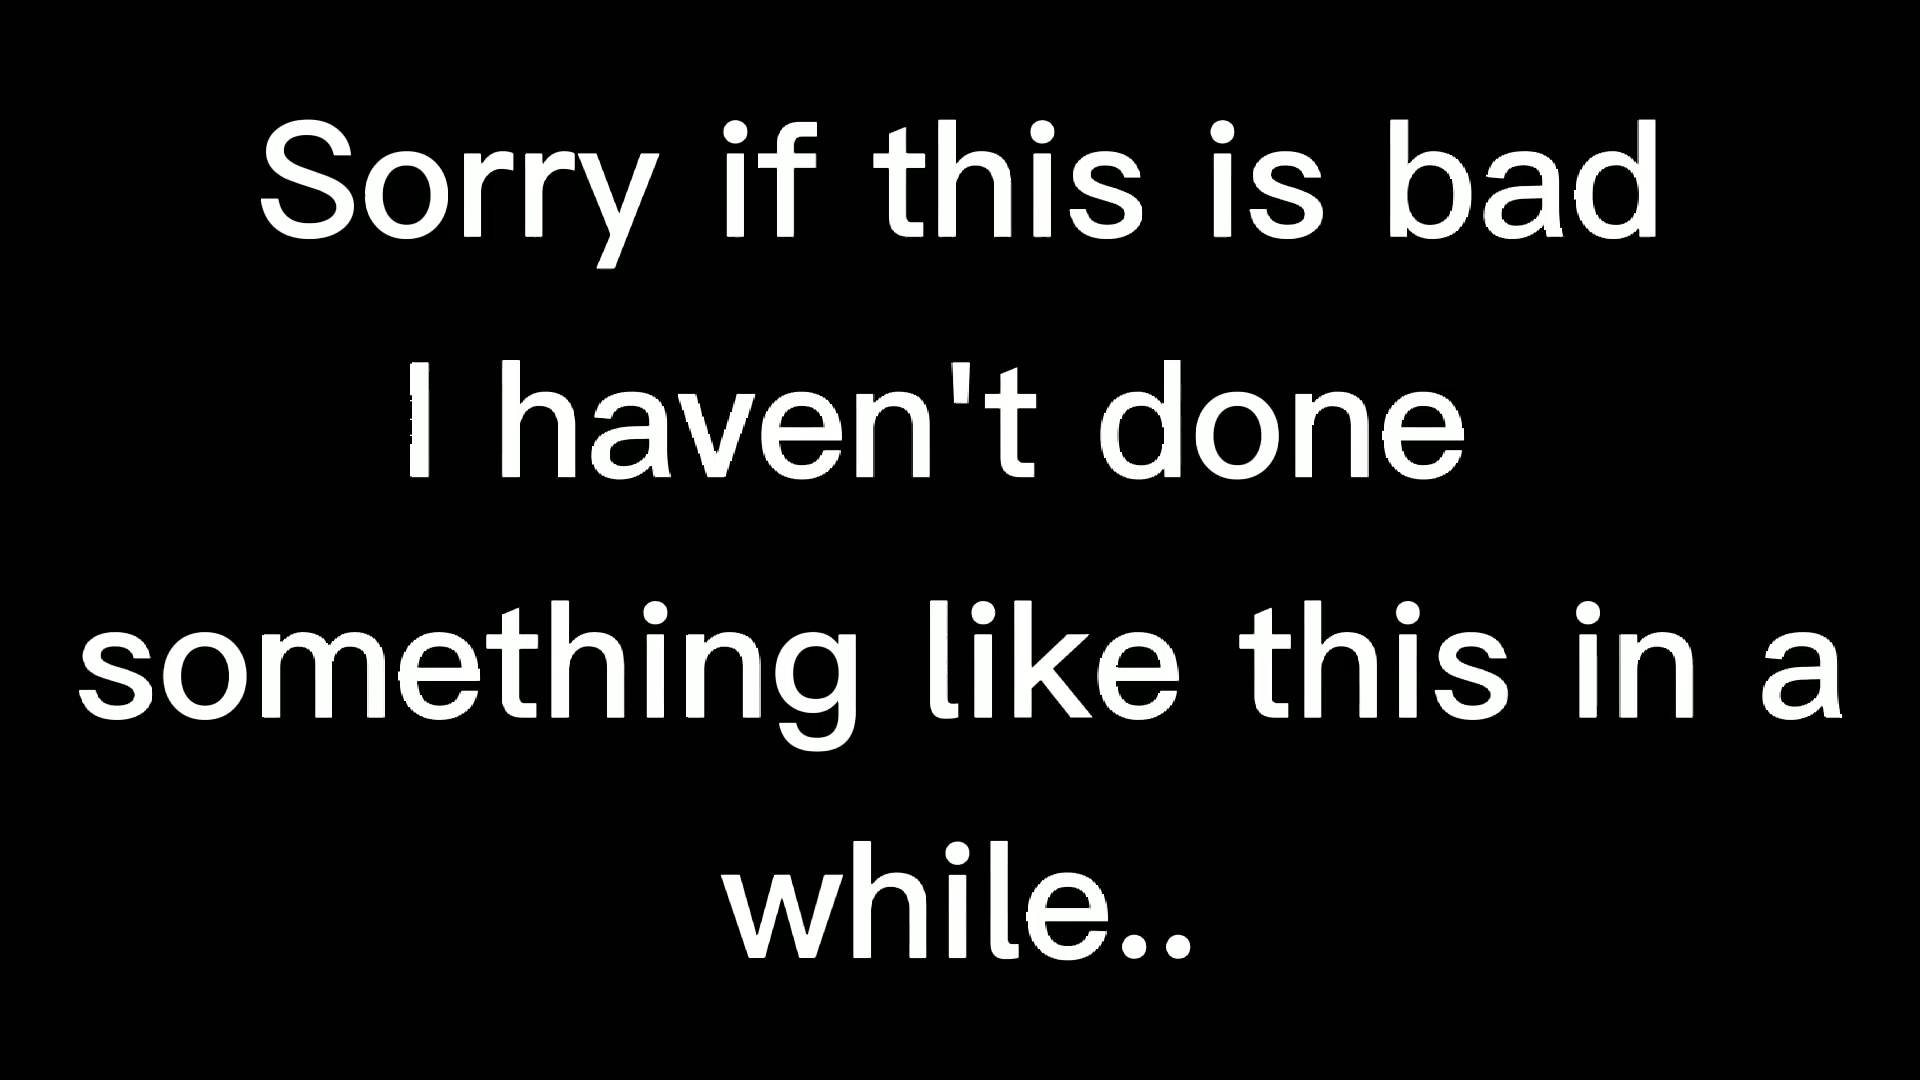 Sorry if this is bad
I haven't done
something like this in a
while..